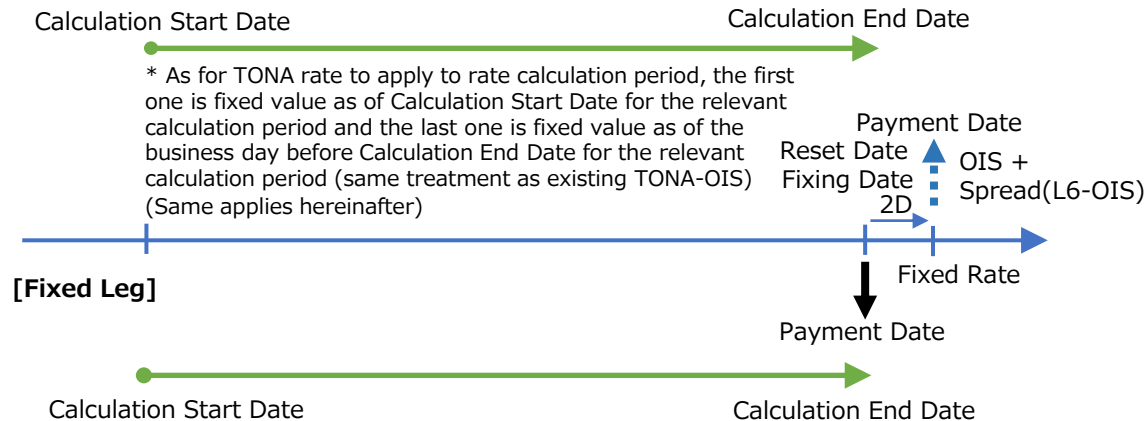 Calculation Start Date
Calculation End Date
* As for TONA rate to apply to rate calculation period, the first
one is fixed value as of Calculation Start Date for the relevant
calculation period and the last one is fixed value as of the
business day before Calculation End Date for the relevant
calculation period (same treatment as existing TONA-OIS)
(Same applies hereinafter)
Payment Date
Reset Date
Fixing Date
2D
OIS +
Spread(L6-OIS)
[Fixed Leg]
Fixed Rate
Payment Date
Calculation Start Date
Calculation End Date